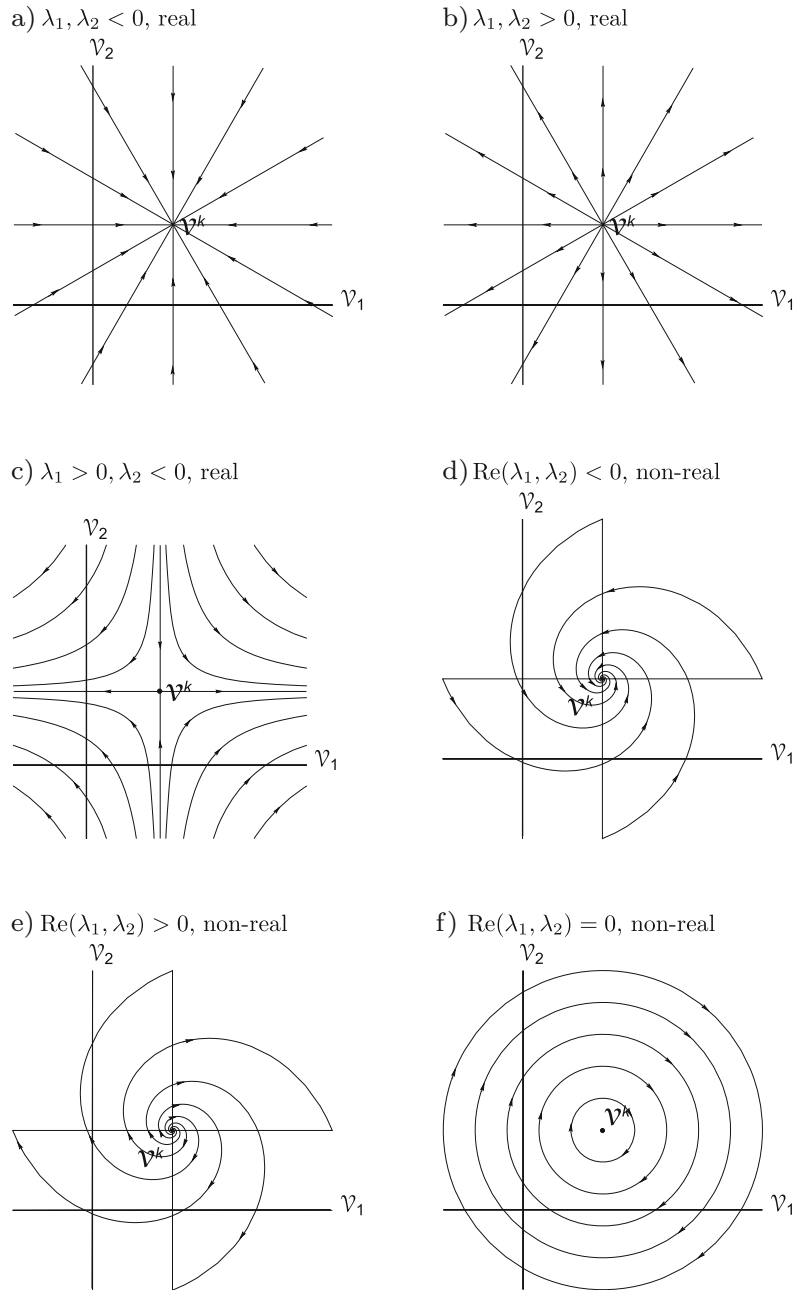 a) λ₁, λ₂ < 0, real
𝒱₂
𝒱ᵏ
𝒱₁
b) λ₁, λ₂ > 0, real
𝒱₂
𝒱ᵏ
𝒱₁
c) λ₁ > 0, λ₂ < 0, real
𝒱₂
𝒱ᵏ
𝒱₁
d) Re(λ₁, λ₂) < 0, non-real
𝒱₂
𝒱ᵏ
𝒱₁
e) Re(λ₁, λ₂) > 0, non-real
𝒱₂
𝒱ᵏ
𝒱₁
f) Re(λ₁, λ₂) = 0, non-real
𝒱₂
𝒱ᵏ
𝒱₁